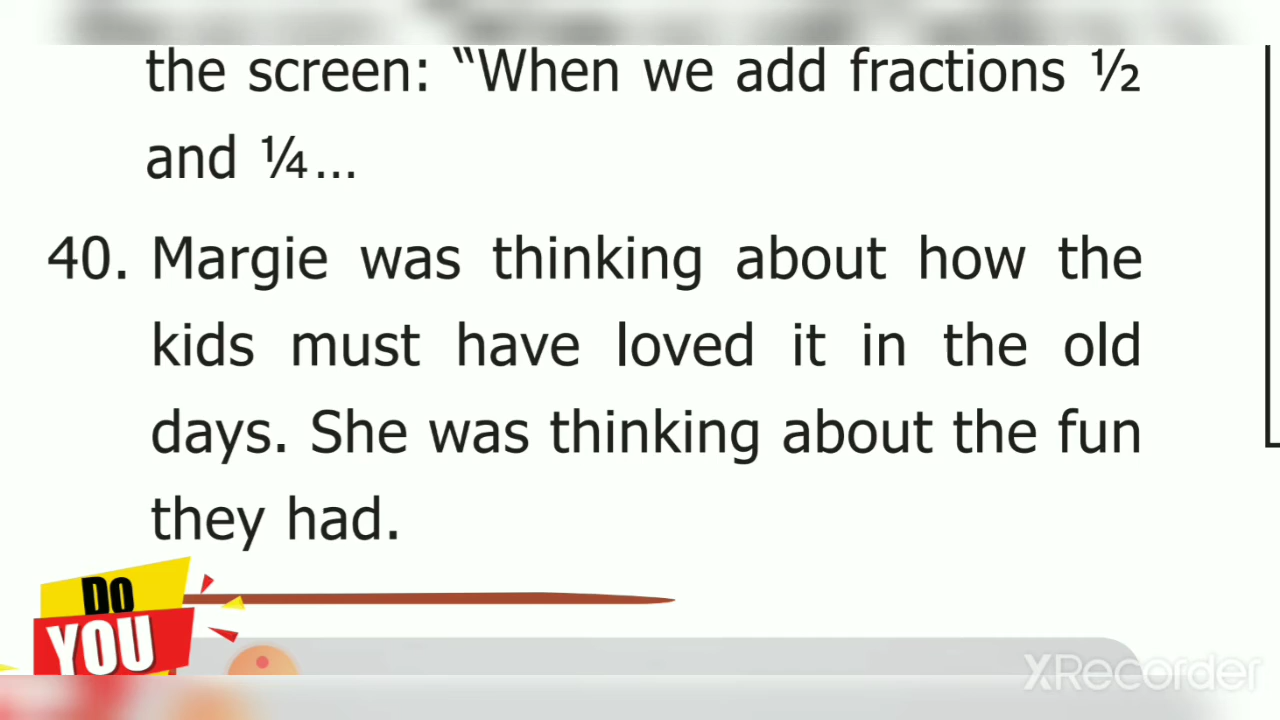 the screen: “When we add fractions ½
and ¼...
40. Margie was thinking about how the
kids must have loved it in the old
days. She was thinking about the fun
they had.
DO
YOU
XRecorder